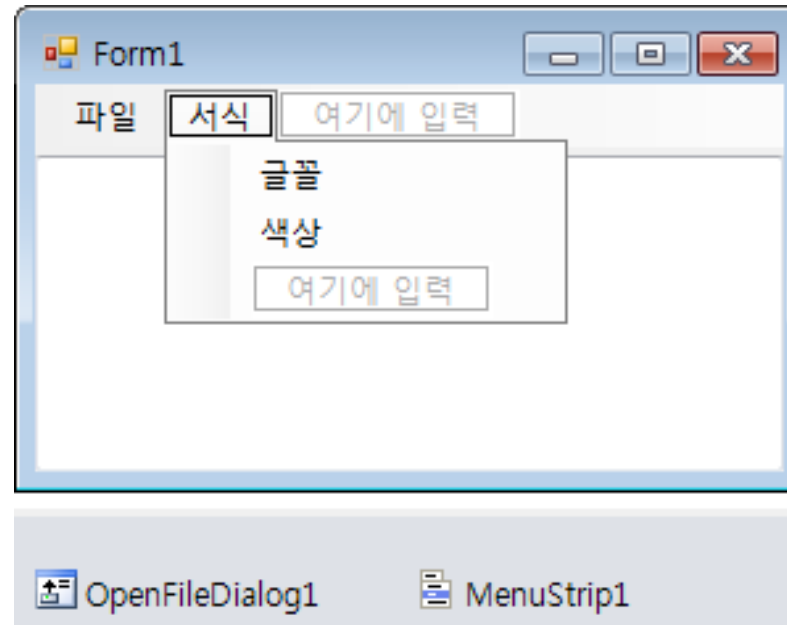 Form1
파일 서식 여기에 입력
글꼴
색상
여기에 입력
OpenFileDialog1 MenuStrip1